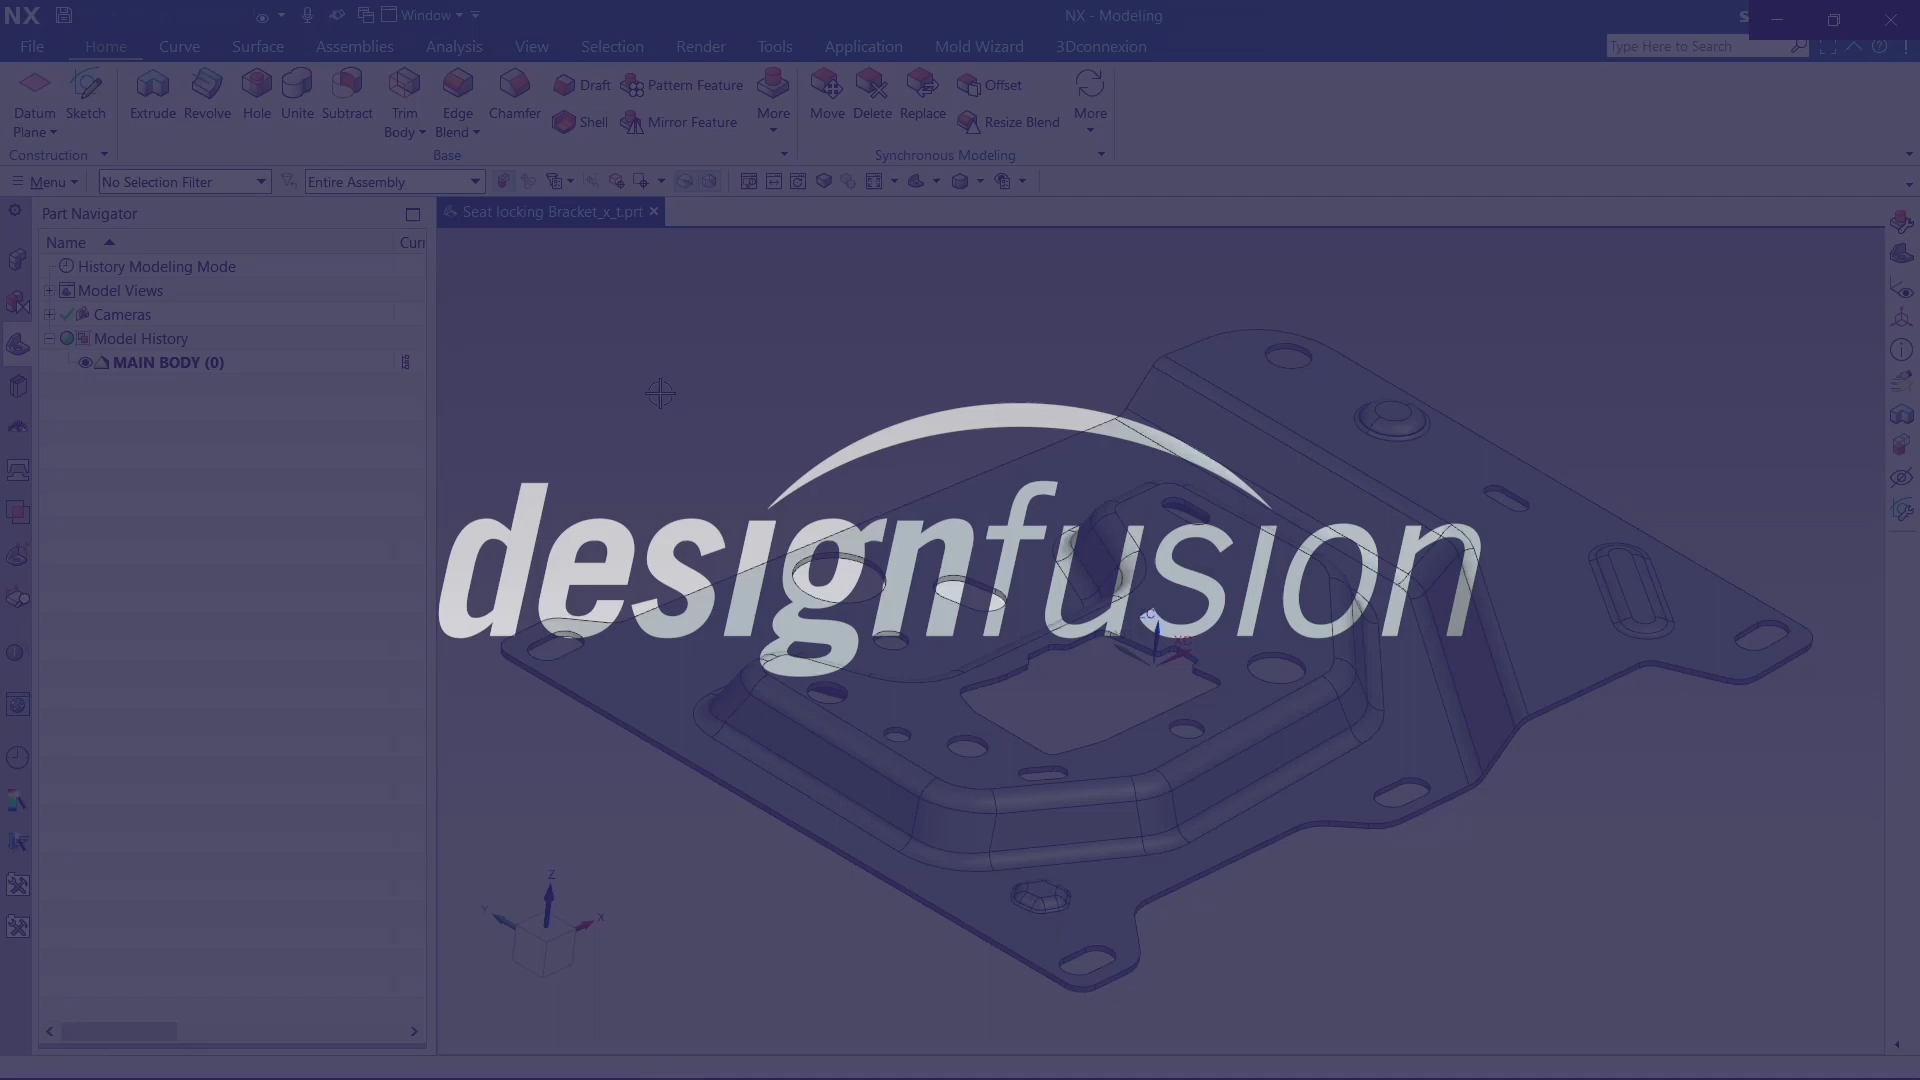 NX
Window
NX - Modeling
File Home Curve Surface Assemblies Analysis View Selection Render Tools Application Mold Wizard 3Dconnexion
Type Here to Search
Datum Plane
Sketch
Extrude
Revolve
Hole
Unite
Subtract
Trim Body
Edge Blend
Chamfer
Draft
Shell
Pattern Feature
Mirror Feature
More
Move
Delete
Replace
Offset
Resize Blend
More
Construction
Base
Synchronous Modeling
Menu
No Selection Filter
Entire Assembly
Part Navigator
Seat locking Bracket_x_t.prt
Name
Curr
History Modeling Mode
Model Views
Cameras
Model History
MAIN BODY (0)
designfusion
Z
Y
X